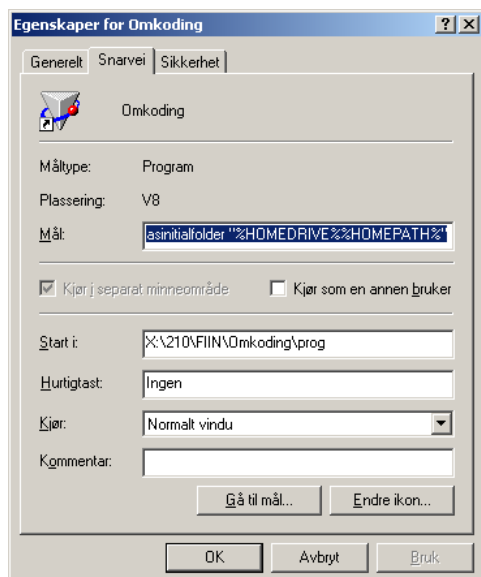 Egenskaper for Omkoding
Generelt Snarvei Sikkerhet
Omkoding
Måltype: Program
Plassering: V8
Mål: asinitialfolder "%HOMEDRIVE%%HOMEPATH%"
Kjør i separat minneområde Kjør som en annen bruker
Start i: X:\210\FIIN\Omkoding\prog
Hurtigtast: Ingen
Kjør: Normalt vindu
Kommentar:
Gå til mål... Endre ikon...
OK Avbryt Bruk